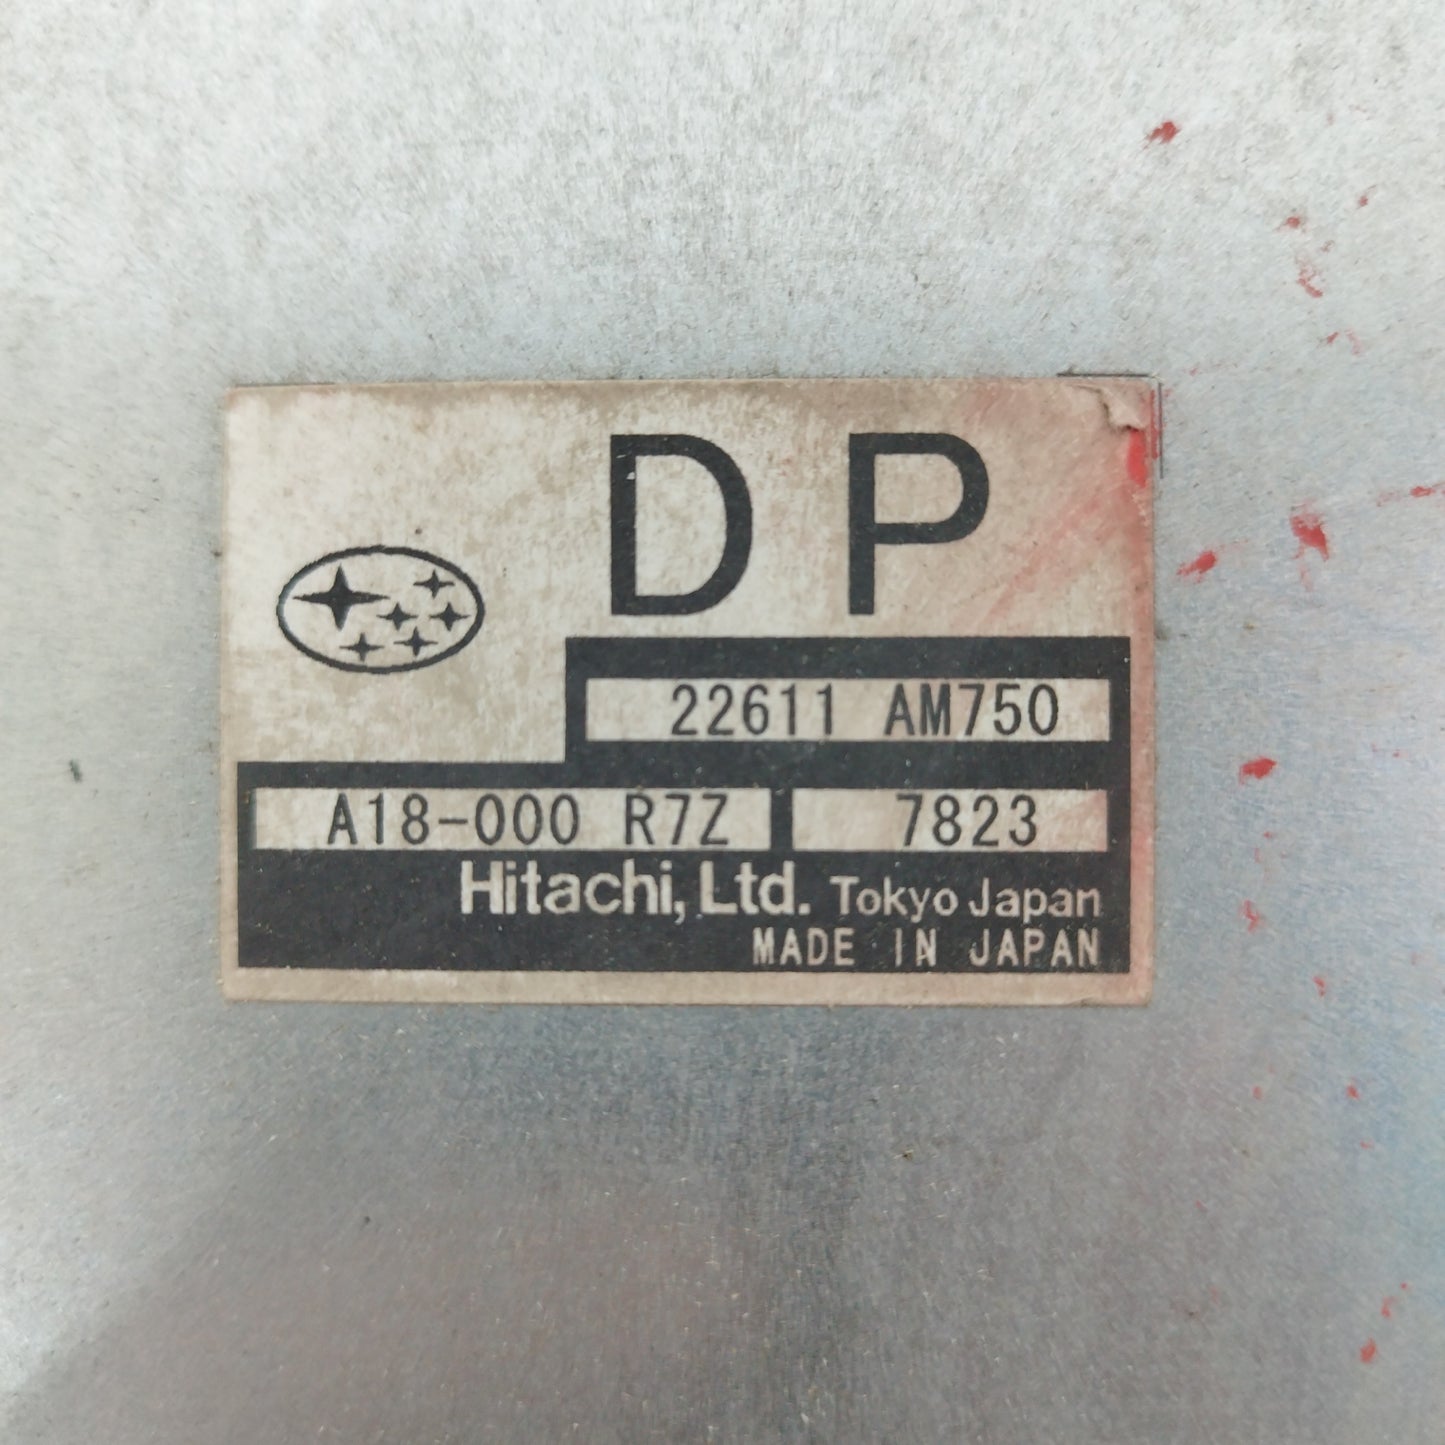 DP
22611 AM750
A18-000 R7Z 7823
Hitachi, Ltd. Tokyo Japan
MADE IN JAPAN